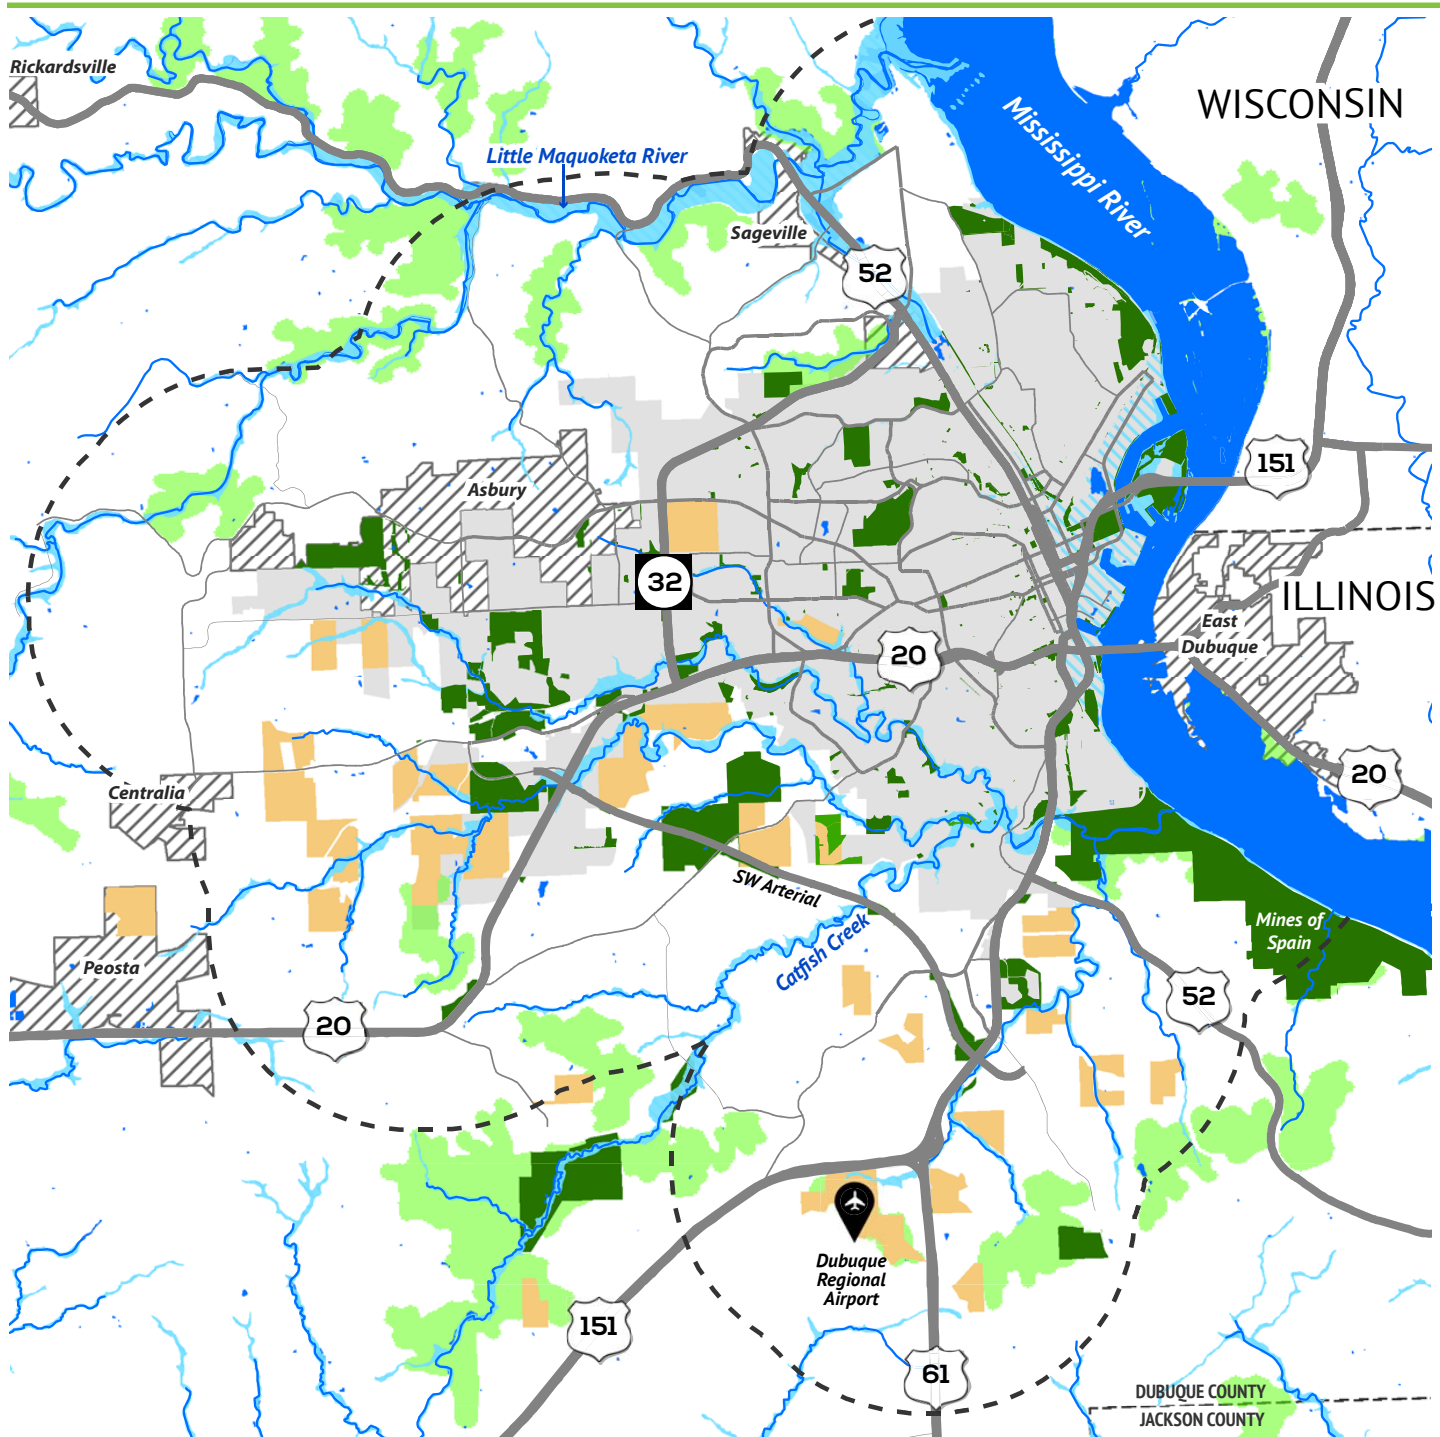 Rickardsville
WISCONSIN
Mississippi River
Little Maquoketa River
Sageville
52
151
Asbury
32
ILLINOIS
East
Dubuque
20
20
Centralia
SW Arterial
Mines of
Spain
Catfish Creek
Peosta
52
20
Dubuque
Regional
Airport
151
61
DUBUQUE COUNTY
JACKSON COUNTY